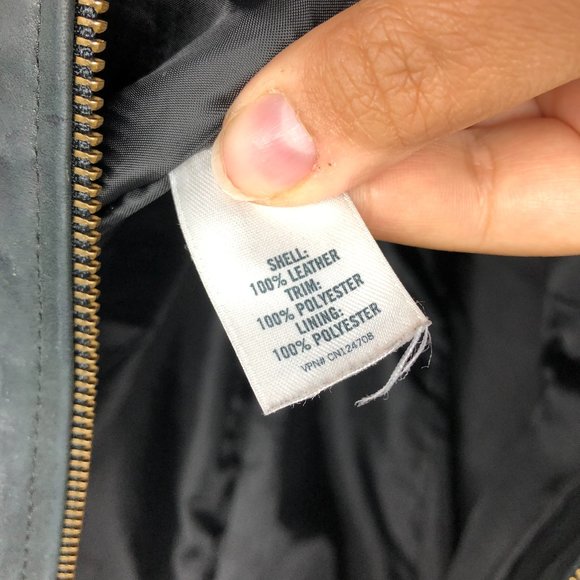 SHELL:
100% LEATHER
TRIM:
100% POLYESTER
LINING:
100% POLYESTER
VPN# CN124708